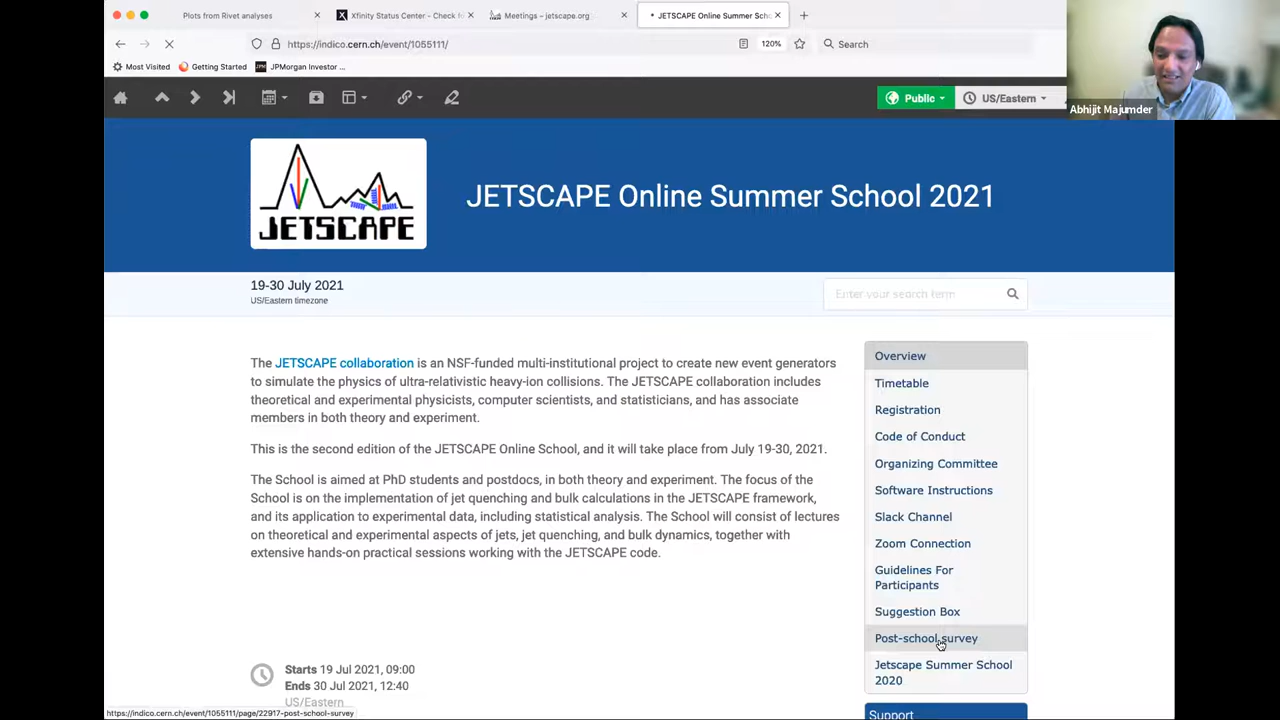 Plots from Rivet analyses
Xfinity Status Center - Check f
Meetings – jetscape.org
JETSCAPE Online Summer Sch
https://indico.cern.ch/event/1055111/
120%
Search
Most Visited
Getting Started
JPM
JPMorgan Investor ...
Public
US/Eastern
Abhijit Majumder
JETSCAPE
JETSCAPE Online Summer School 2021
19-30 July 2021
US/Eastern timezone
Enter your search term
The JETSCAPE collaboration is an NSF-funded multi-institutional project to create new event generators
to simulate the physics of ultra-relativistic heavy-ion collisions. The JETSCAPE collaboration includes
theoretical and experimental physicists, computer scientists, and statisticians, and has associate
members in both theory and experiment.
This is the second edition of the JETSCAPE Online School, and it will take place from July 19-30, 2021.
The School is aimed at PhD students and postdocs, in both theory and experiment. The focus of the
School is on the implementation of jet quenching and bulk calculations in the JETSCAPE framework,
and its application to experimental data, including statistical analysis. The School will consist of lectures
on theoretical and experimental aspects of jets, jet quenching, and bulk dynamics, together with
extensive hands-on practical sessions working with the JETSCAPE code.
Starts 19 Jul 2021, 09:00
Ends 30 Jul 2021, 12:40
US/Eastern
Overview
Timetable
Registration
Code of Conduct
Organizing Committee
Software Instructions
Slack Channel
Zoom Connection
Guidelines For
Participants
Suggestion Box
Post-school survey
Jetscape Summer School
2020
Support
https://indico.cern.ch/event/1055111/page/22917-post-school-survey